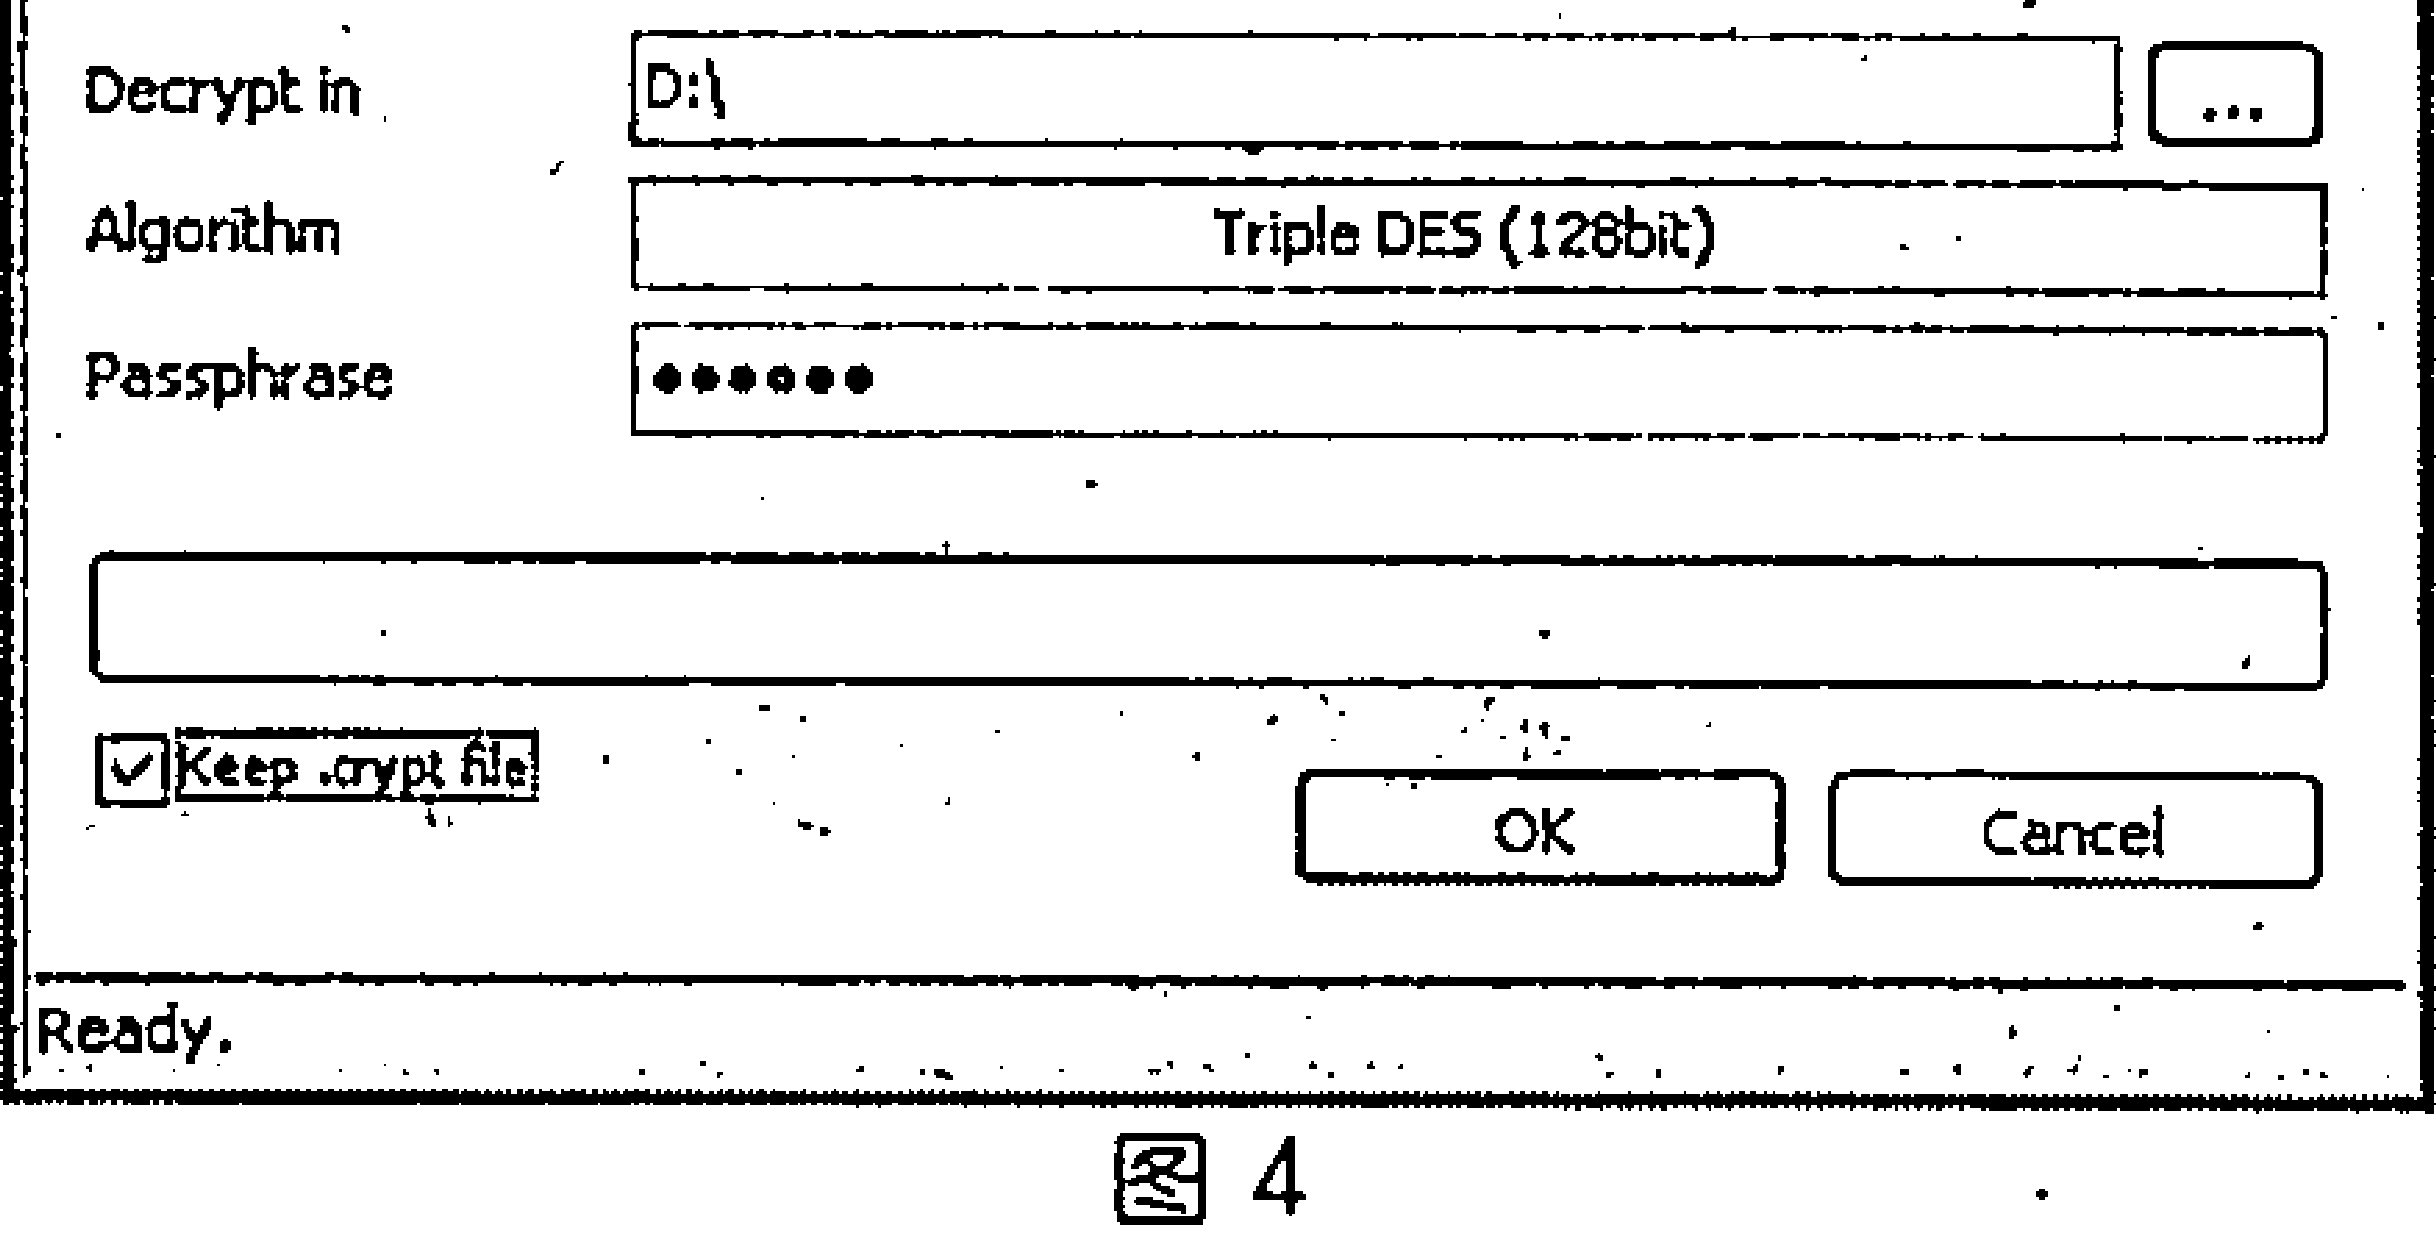 Decrypt in D:\ ...
Algorithm Triple DES (128bit)
Passphrase ●●●●●●
Keep .crypt file
OK Cancel
Ready.
图 4